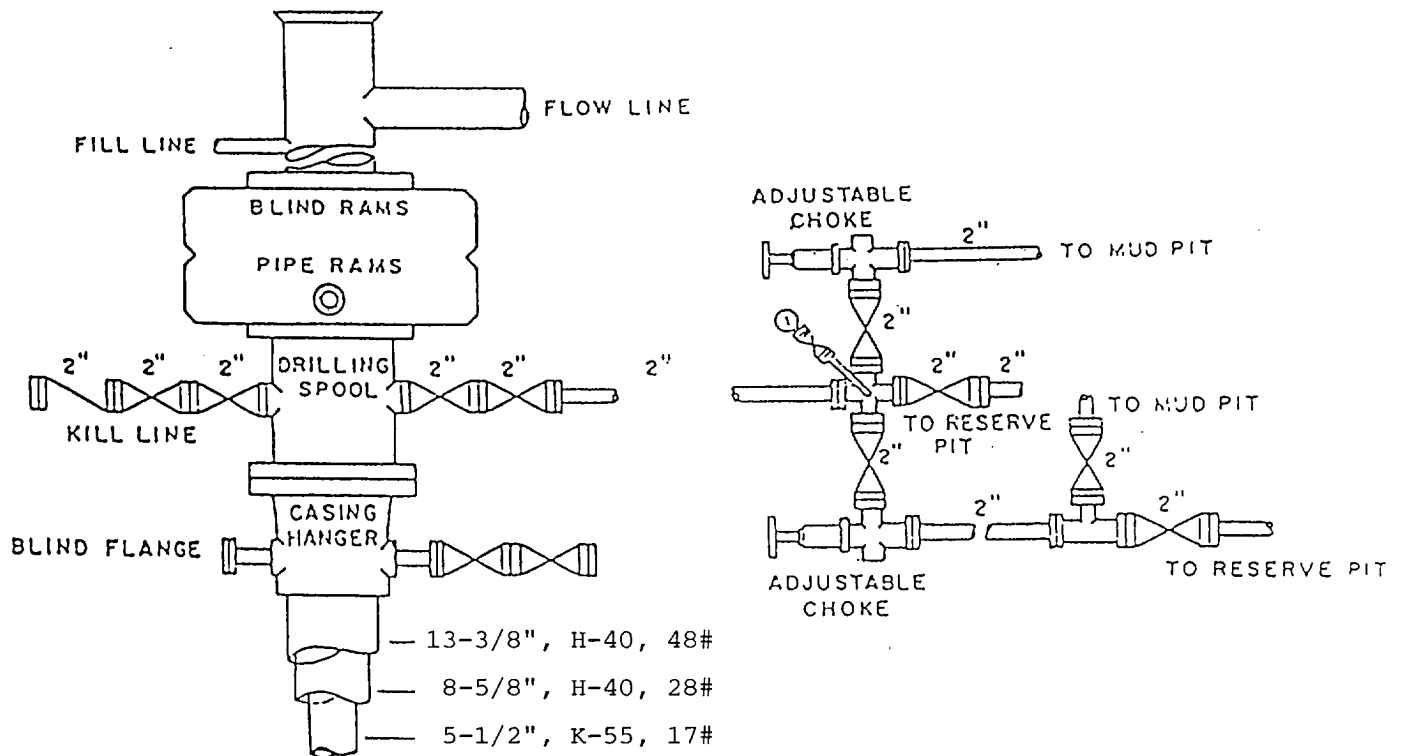 FLOW LINE
FILL LINE
BLIND RAMS
PIPE RAMS
2" 2" 2"
DRILLING
SPOOL
2" 2" 2"
KILL LINE
CASING
HANGER
BLIND FLANGE
13-3/8", H-40, 48#
8-5/8", H-40, 28#
5-1/2", K-55, 17#
ADJUSTABLE
CHOKE
2"
TO MUD PIT
2"
1
2" 2"
TO RESERVE
PIT
2"
TO MUD PIT
2"
2"
2"
TO RESERVE PIT
ADJUSTABLE
CHOKE